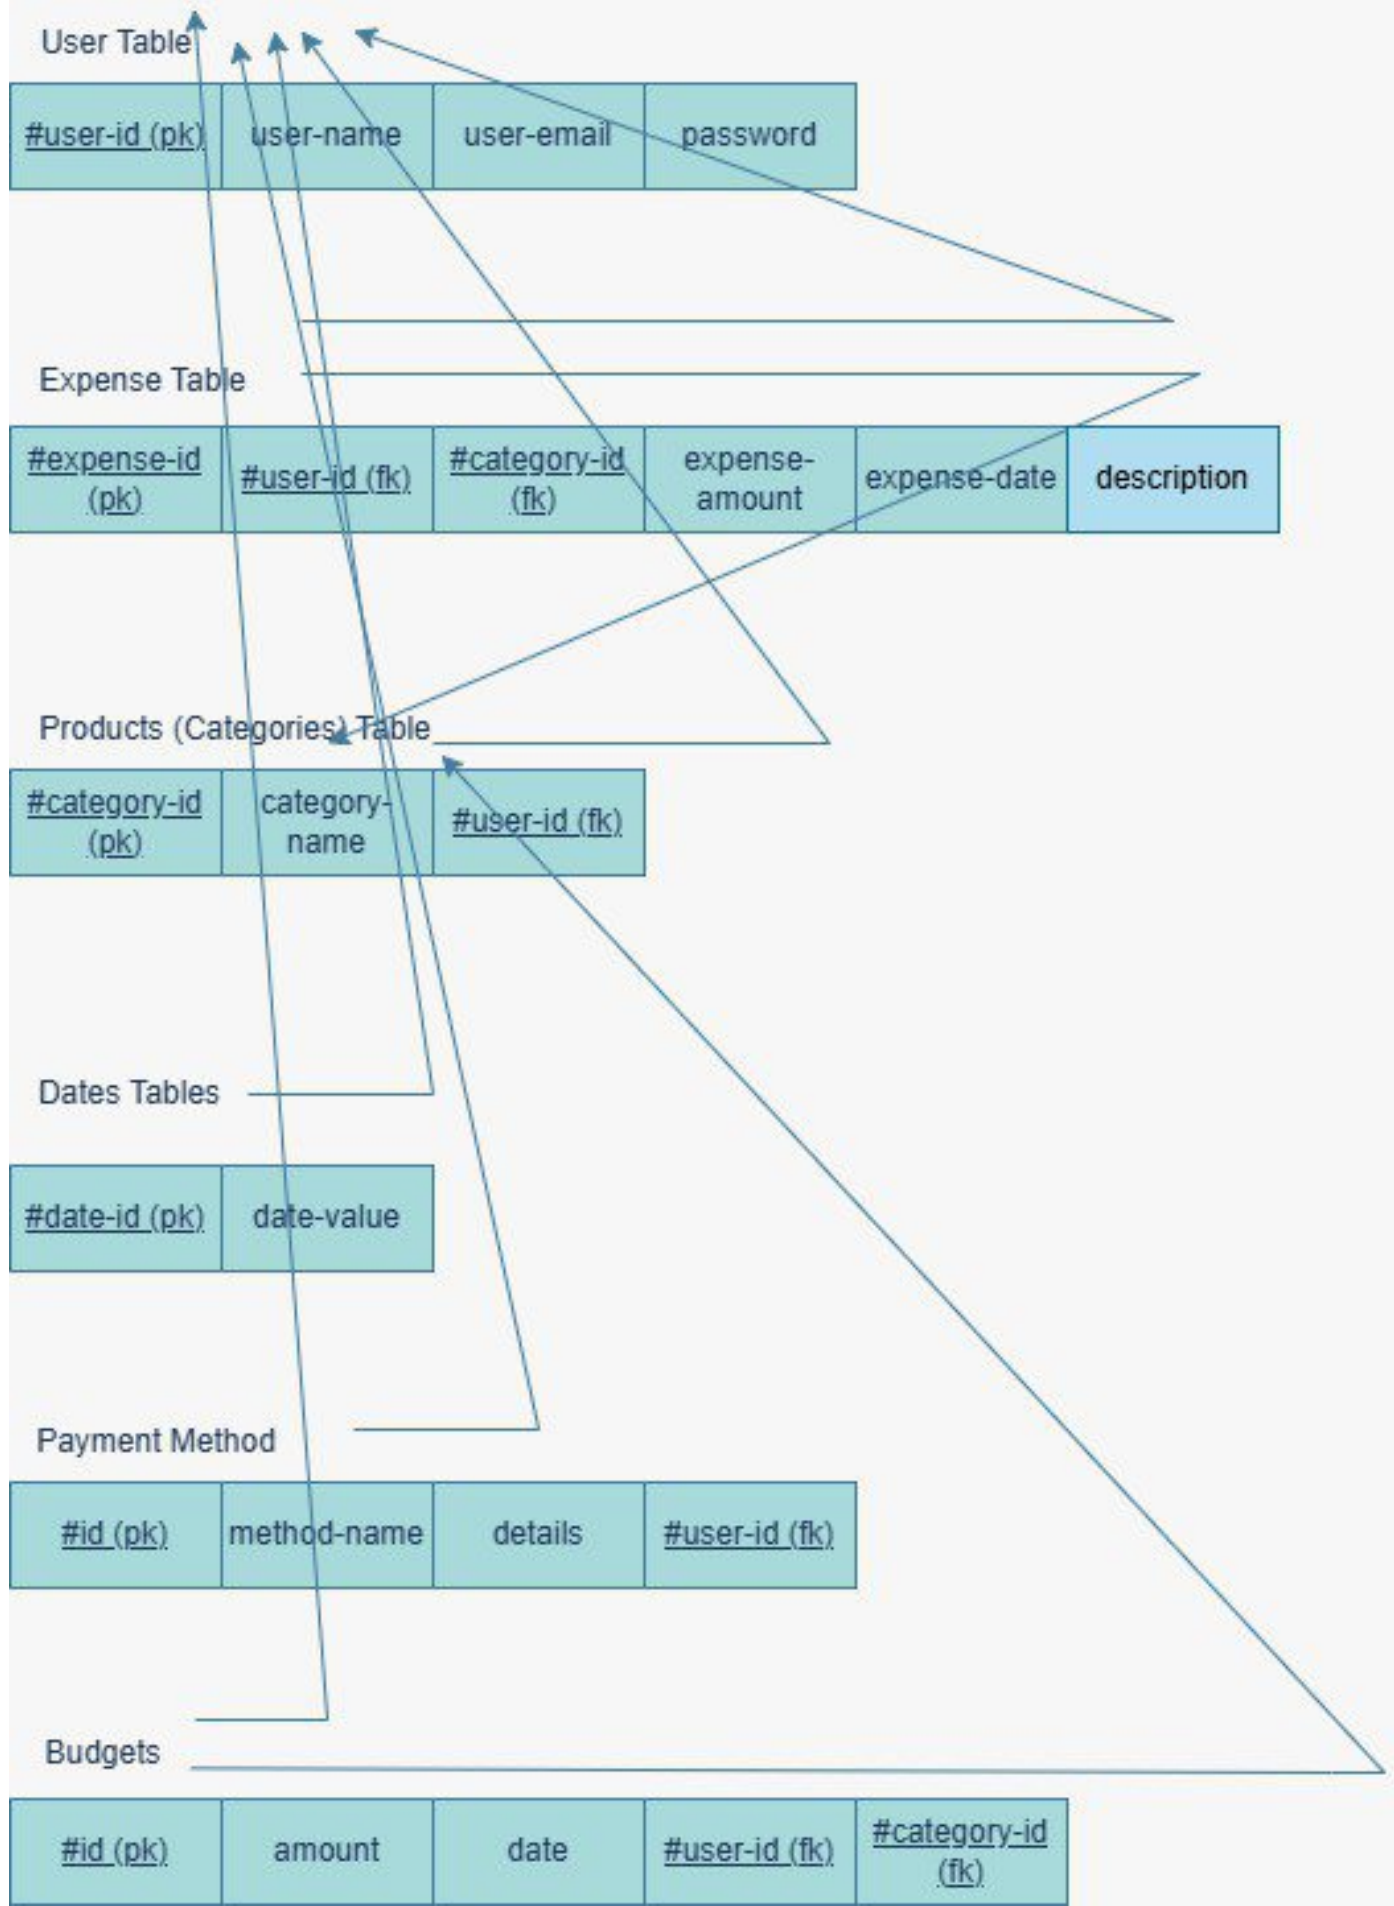 User Table
#user-id (pk) user-name user-email password
Expense Table
#expense-id
(pk)
#user-id (fk)
#category-id
(fk)
expense-
amount
expense-date
description
Products (Categories) Table
#category-id
(pk)
category-
name
#user-id (fk)
Dates Tables
#date-id (pk) date-value
Payment Method
#id (pk) method-name details #user-id (fk)
Budgets
#id (pk) amount date #user-id (fk)
#category-id
(fk)